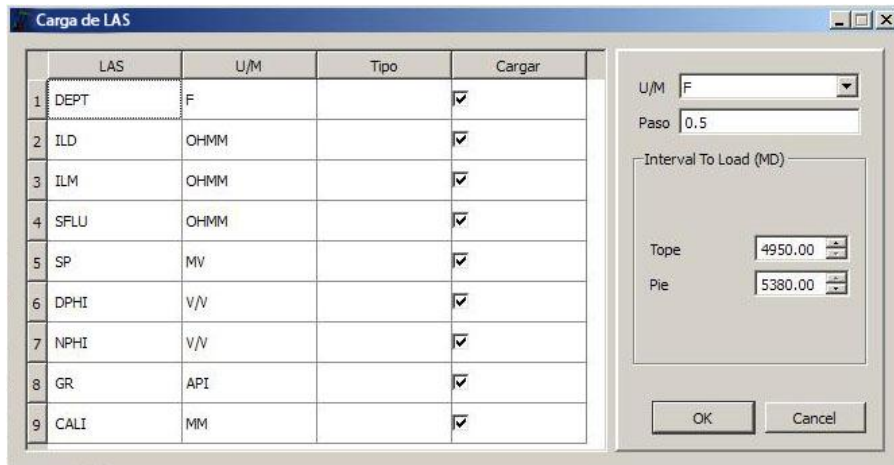 Carga de LAS
LAS U/M Tipo Cargar
1 DEPT F
2 ILD OHMM
3 ILM OHMM
4 SFLU OHMM
5 SP MV
6 DPHI V/V
7 NPHI V/V
8 GR API
9 CALI MM
U/M F
Paso 0.5
Interval To Load (MD)
Tope 4950.00
Pie 5380.00
OK Cancel